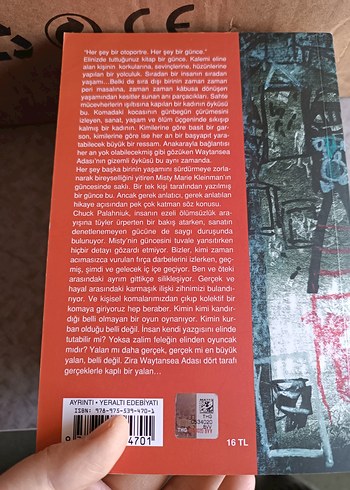 "Her şey bir otoportre. Her şey bir günce."
Elinizde tuttuğunuz kitap bir günce. Kalemi eline
alan kişinin korkularına, sevinçlerine, hüzünlerine
yapılan bir yolculuk. Sıradan bir insanın sıradan
yaşamı... Belki de sıra dışı birinin zaman zaman
peri masalına, zaman zaman kâbusa dönüşen
yaşamından kesitler sunan anı parçacıkları. Sahte
mücevherlerin ışıltısına kapılan bir kadının öyküsü
bu. Komadaki kocasının günbegün çürümesini
izleyen, sanat, yaşam ve ölüm üçgeninde sıkışıp
kalmış bir kadının. Kimilerine göre basit bir gar-
son, kimilerine göre ise her an bir başyapıt yara-
tabilecek büyük bir ressam. Anakarayla bağlantısı
her an yok olabilecekmiş gibi gözüken Waytansea
Adası'nın gizemli öyküsü bu aynı zamanda.
Her şey başka birinin yaşamını sürdürmeye zorla-
narak bireyselliğini yitiren Misty Marie Kleinman'ın
güncesinde saklı. Bir tek kişi tarafından yazılmış
bir günce bu. Ancak gerek anlatıcı, gerek anlatılan
hikaye açısından pek çok katman söz konusu.
Chuck Palahniuk, insanın ezeli ölümsüzlük ara-
yışına tüyler ürperten bir bakış atarken, sanatın
denetlenemeyen gücüne de saygı duruşunda
bulunuyor. Misty'nin güncesini tuvale yansıtırken
hiçbir detayı gözardı etmiyor. Bizler, kimi zaman
acımasızca vurulan fırça darbelerini izlerken, geç-
miş, şimdi ve gelecek iç içe geçiyor. Ben ve öteki
arasındaki ayrım gittikçe silikleşiyor. Gerçek ve
hayal arasındaki karmaşık ilişki zihnimizi bulandı-
rıyor. Ve kişisel komalarımızdan çıkıp kolektif bir
komaya giriyoruz hep beraber. Kimin kimi kandır-
dığı belli olmayan bir oyun oynanıyor. Kimin kur-
ban olduğu belli değil. İnsan kendi yazgısını elinde
tutabilir mi? Yoksa zalim feleğin elinden oyuncak
mıdır? Yalan mı daha gerçek, gerçek mi en büyük
yalan, belli değil. Zira Waytansea Adası dört tarafı
gerçeklerle kaplı bir yalan...
AYRINTI • YERALTI EDEBİYATI
ISBN: 978-975-539-470-1
4701
16 TL